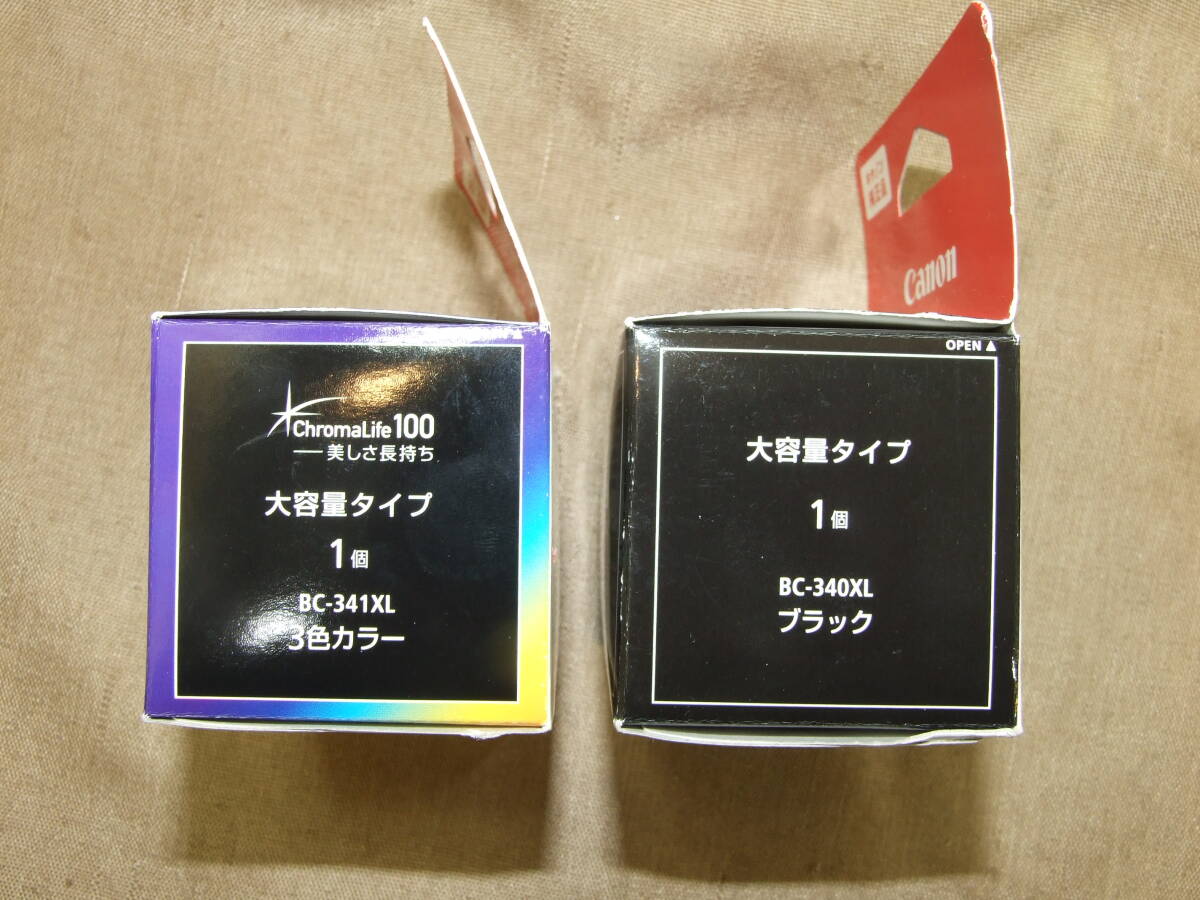 ChromaLife100
美しさ長持ち
大容量タイプ
1個
BC-341XL
3色カラー
Canon
OPEN ▲
大容量タイプ
1個
BC-340XL
ブラック